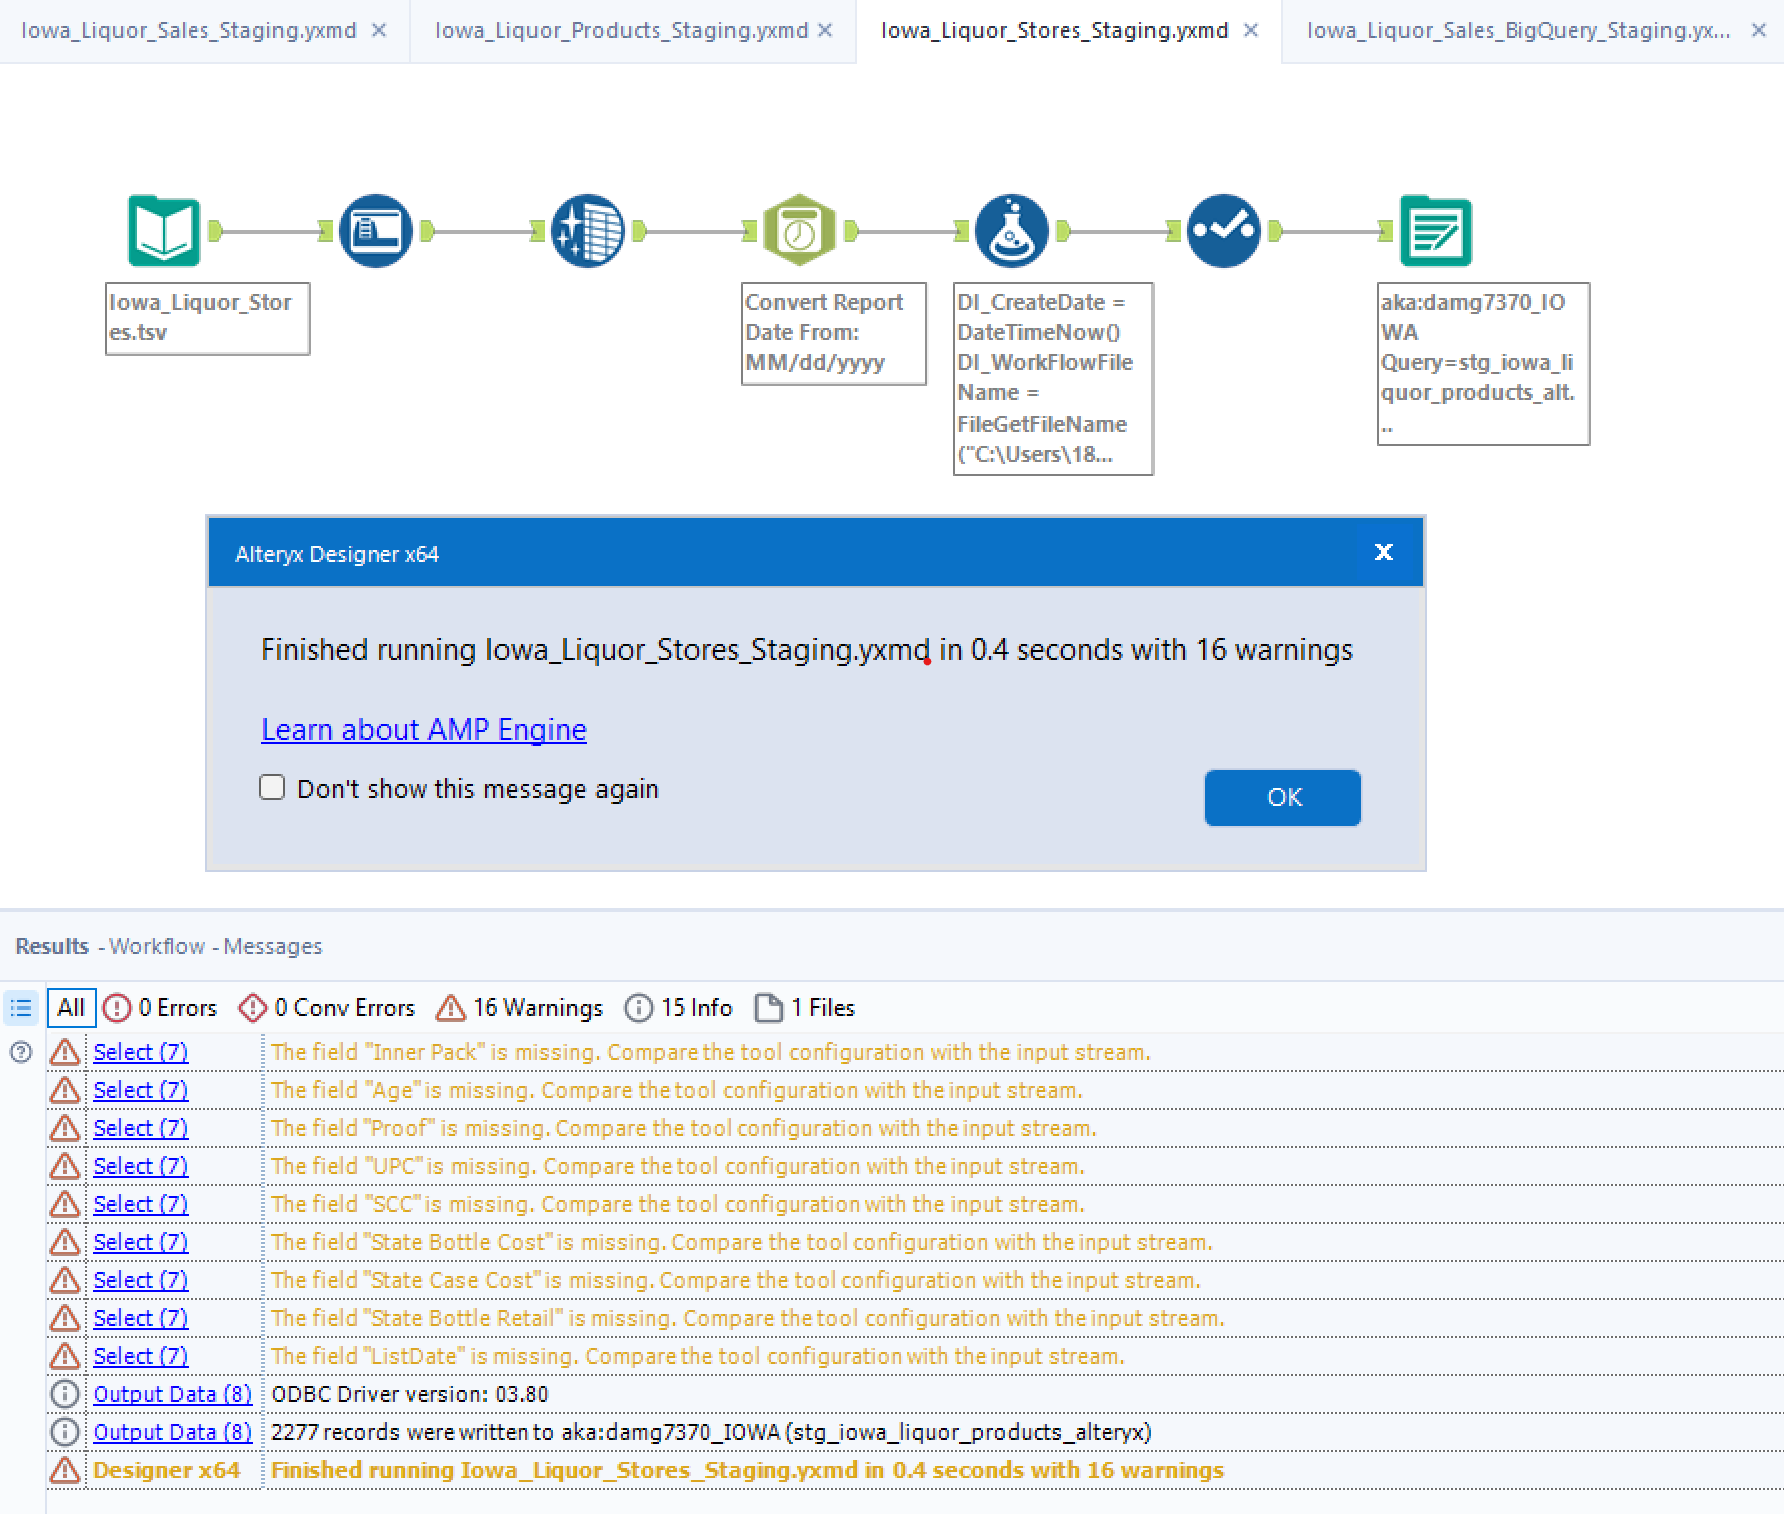 Iowa_Liquor_Sales_Staging.yxmd
Iowa_Liquor_Products_Staging.yxmd
Iowa_Liquor_Stores_Staging.yxmd
Iowa_Liquor_Sales_BigQuery_Staging.yx...
Iowa_Liquor_Stor
es.tsv
Convert Report
Date From:
MM/dd/yyyy
DI_CreateDate =
DateTimeNow()
DI_WorkFlowFile
Name =
FileGetFileName
("C:\Users\18...
aka:damg7370_IO
WA
Query=stg_iowa_li
quor_products_alt.
..
Alteryx Designer x64
Finished running Iowa_Liquor_Stores_Staging.yxmd in 0.4 seconds with 16 warnings
Learn about AMP Engine
Don't show this message again
OK
Results - Workflow - Messages
All 0 Errors 0 Conv Errors 16 Warnings 15 Info 1 Files
Select (7) The field "Inner Pack" is missing. Compare the tool configuration with the input stream.
Select (7) The field "Age" is missing. Compare the tool configuration with the input stream.
Select (7) The field "Proof" is missing. Compare the tool configuration with the input stream.
Select (7) The field "UPC" is missing. Compare the tool configuration with the input stream.
Select (7) The field "SCC" is missing. Compare the tool configuration with the input stream.
Select (7) The field "State Bottle Cost" is missing. Compare the tool configuration with the input stream.
Select (7) The field "State Case Cost" is missing. Compare the tool configuration with the input stream.
Select (7) The field "State Bottle Retail" is missing. Compare the tool configuration with the input stream.
Select (7) The field "ListDate" is missing. Compare the tool configuration with the input stream.
Output Data (8) ODBC Driver version: 03.80
Output Data (8) 2277 records were written to aka:damg7370_IOWA (stg_iowa_liquor_products_alteryx)
Designer x64 Finished running Iowa_Liquor_Stores_Staging.yxmd in 0.4 seconds with 16 warnings